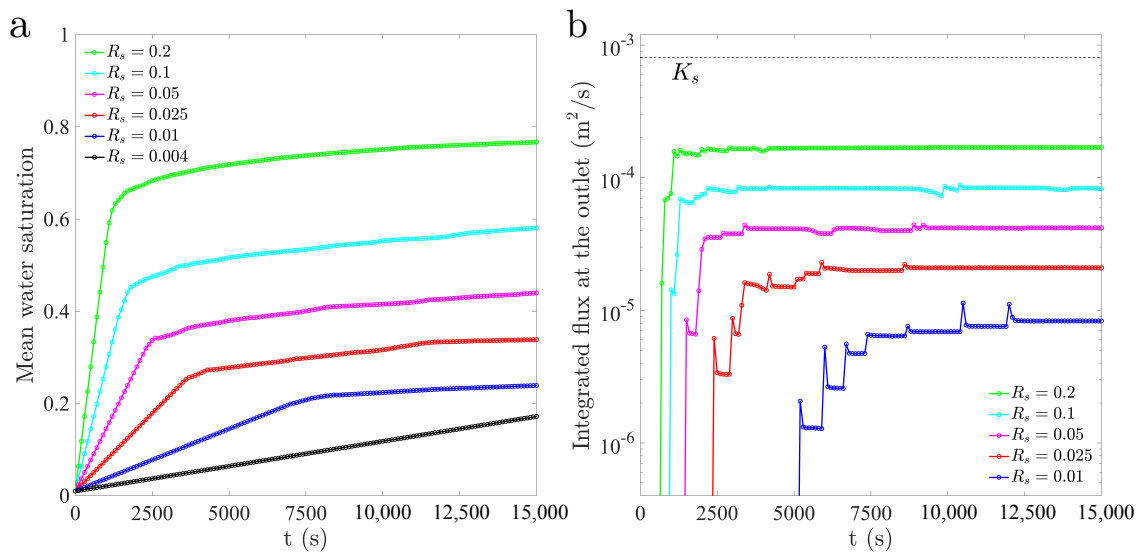 a
Mean water saturation
1
0.8
0.6
0.4
0.2
0
R_s = 0.2
R_s = 0.1
R_s = 0.05
R_s = 0.025
R_s = 0.01
R_s = 0.004
0 2500 5000 7500 10,000 12,500 15,000
t (s)
b
Integrated flux at the outlet (m²/s)
10⁻³
10⁻⁴
10⁻⁵
10⁻⁶
K_s
R_s = 0.2
R_s = 0.1
R_s = 0.05
R_s = 0.025
R_s = 0.01
0 2500 5000 7500 10,000 12,500 15,000
t (s)